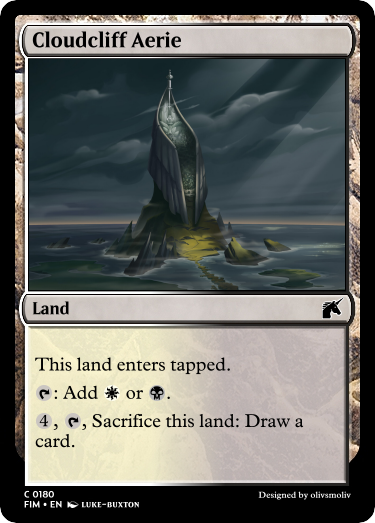 Cloudcliff Aerie
Land
This land enters tapped.
: Add or .
4, , Sacrifice this land: Draw a
card.
C 0180
FIM • EN LUKE-BUXTON
Designed by olivsmoliv